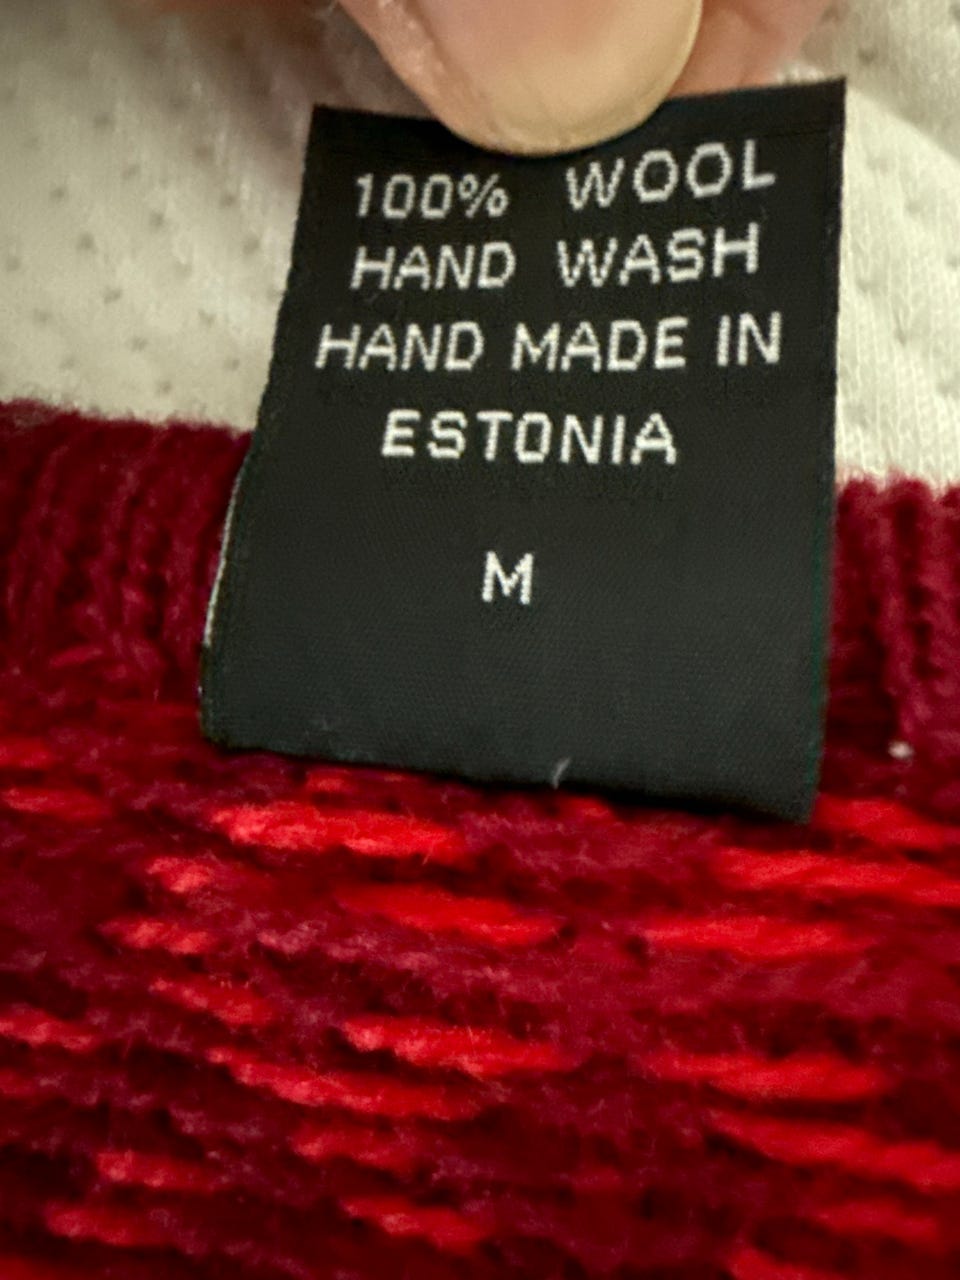 100% WOOL
HAND WASH
HAND MADE IN
ESTONIA
M